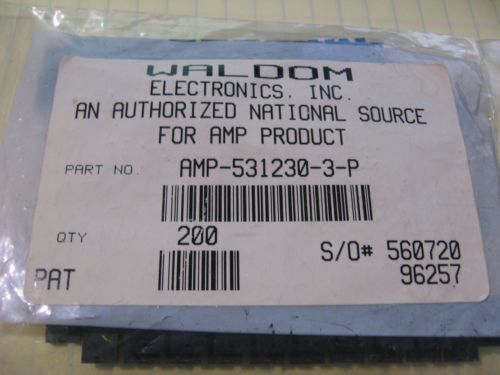 WALDOM
ELECTRONICS. INC.
AN AUTHORIZED NATIONAL SOURCE
FOR AMP PRODUCT
PART NO. AMP-531230-3-P
QTY 200
S/O# 560720
PAT 96257